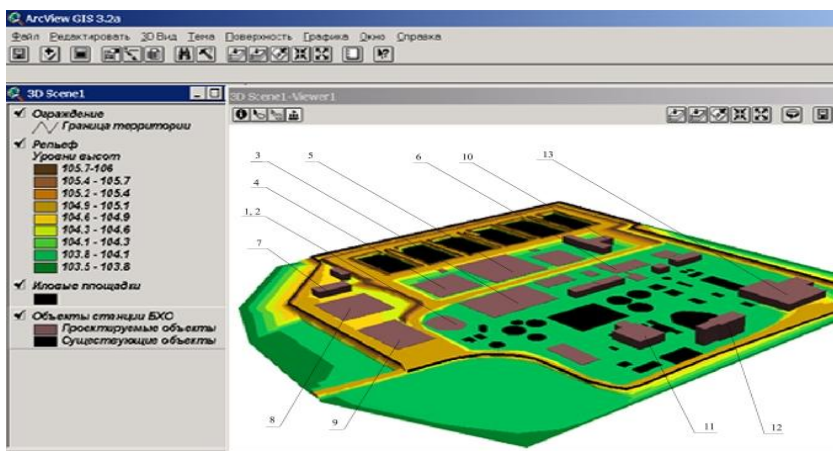 ArcView GIS 3.2a
Файл Редактировать 3D Вид Тема Поверхность Графика Окно Справка
3D Scene1
3D Scene1-Viewer1
Ограждение
Граница территории
Рельеф
Уровни высот
105.7-106
105.4 - 105.7
105.2 - 105.4
104.9 - 105.1
104.6 - 104.9
104.3 - 104.6
104.1 - 104.3
103.8 - 104.1
103.5 - 103.8
Иловые площадки
Объекты станции БХС
Проектируемые объекты
Существующие объекты
3
5
6
10
13
4
1, 2
7
8
9
11
12